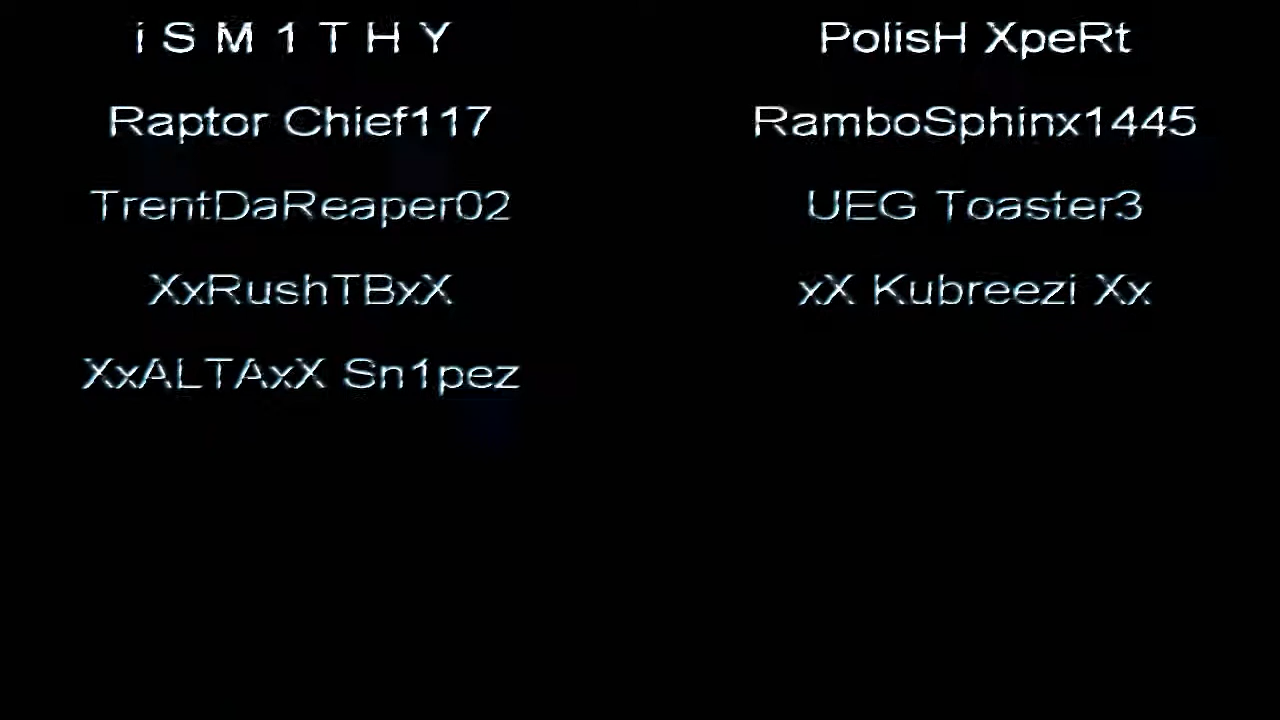 i S M 1 T H Y
PolisH XpeRt
Raptor Chief117
RamboSphinx1445
TrentDaReaper02
UEG Toaster3
XxRushTBxX
xX Kubreezi Xx
XxALTAxX Sn1pez